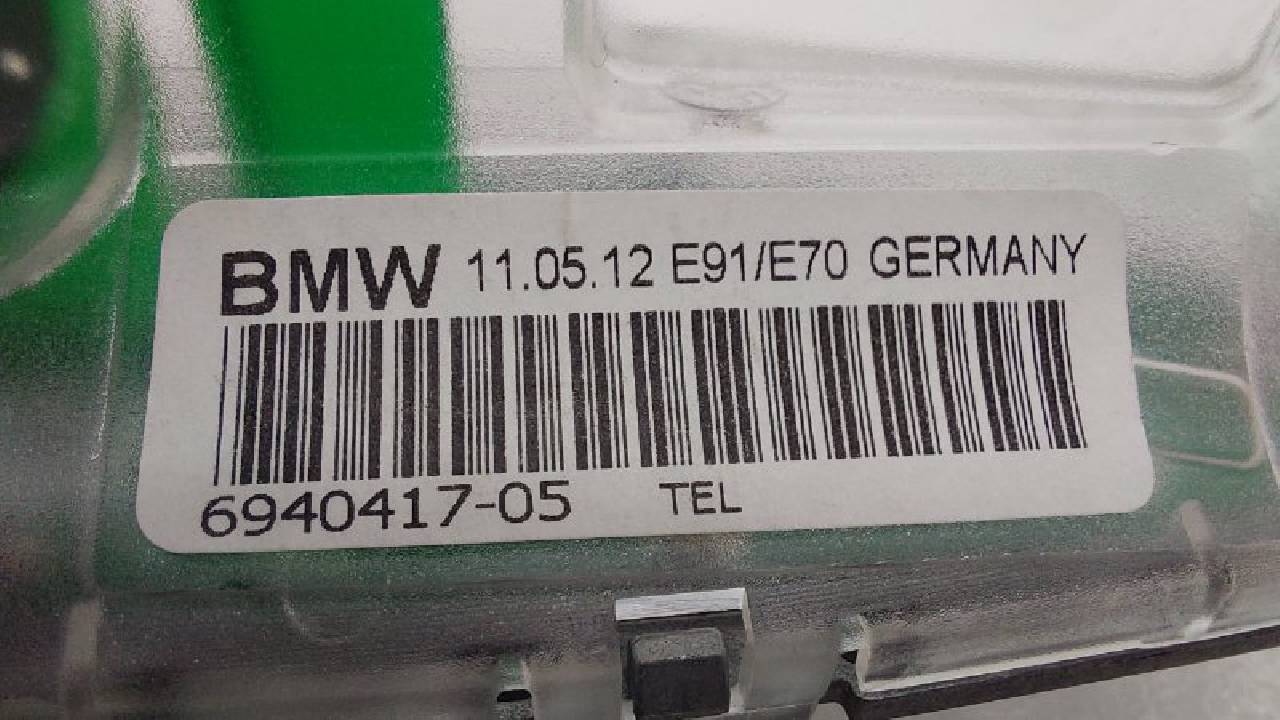 BMW 11.05.12 E91/E70 GERMANY
6940417-05 TEL